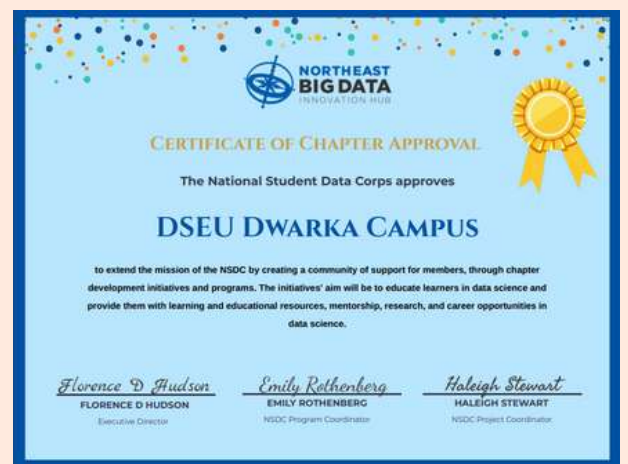 NORTHEAST
BIG DATA
INNOVATION HUB
CERTIFICATE OF CHAPTER APPROVAL
The National Student Data Corps approves
DSEU DWARKA CAMPUS
to extend the mission of the NSDC by creating a community of support for members, through chapter
development initiatives and programs. The initiatives' aim will be to educate learners in data science and
provide them with learning and educational resources, mentorship, research, and career opportunities in
data science.
Florence D Hudson Emily Rothenberg Haleigh Stewart
FLORENCE D HUDSON EMILY ROTHENBERG HALEIGH STEWART
Executive Director NSDC Program Coordinator NSDC Project Coordinator